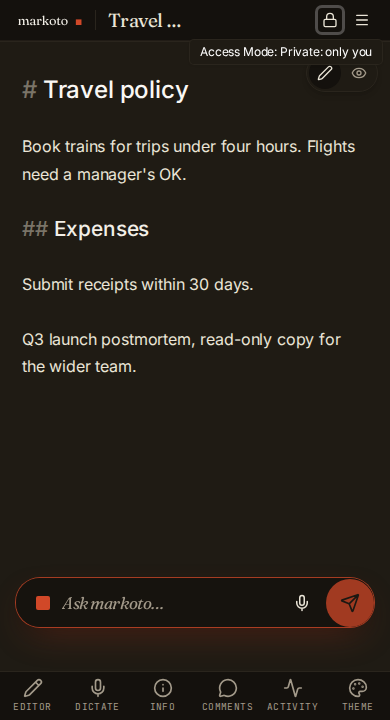 markoto
Travel ...
Access Mode: Private: only you
# Travel policy
Book trains for trips under four hours. Flights
need a manager's OK.
## Expenses
Submit receipts within 30 days.
Q3 launch postmortem, read-only copy for
the wider team.
Ask markoto...
EDITOR DICTATE INFO COMMENTS ACTIVITY THEME